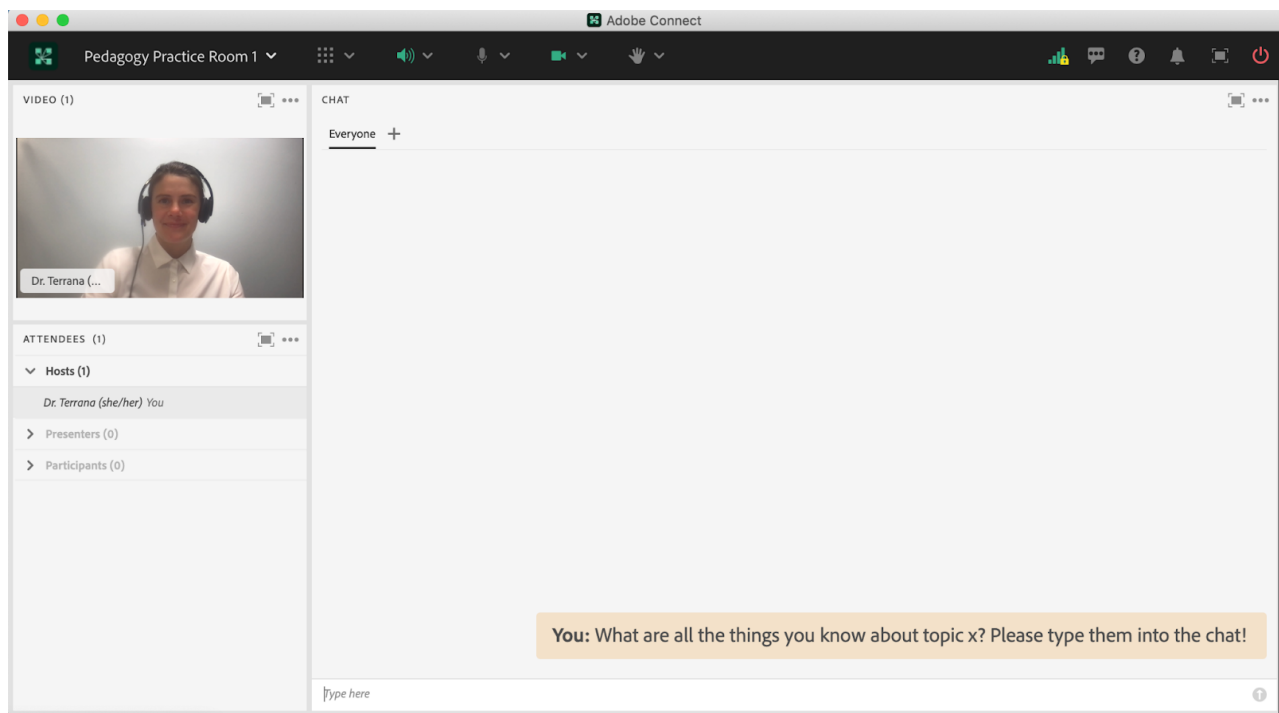 Adobe Connect
Pedagogy Practice Room 1
VIDEO (1)
Dr. Terrana (...
ATTENDEES (1)
Hosts (1)
Dr. Terrana (she/her) You
Presenters (0)
Participants (0)
CHAT
Everyone
You: What are all the things you know about topic x? Please type them into the chat!
Type here